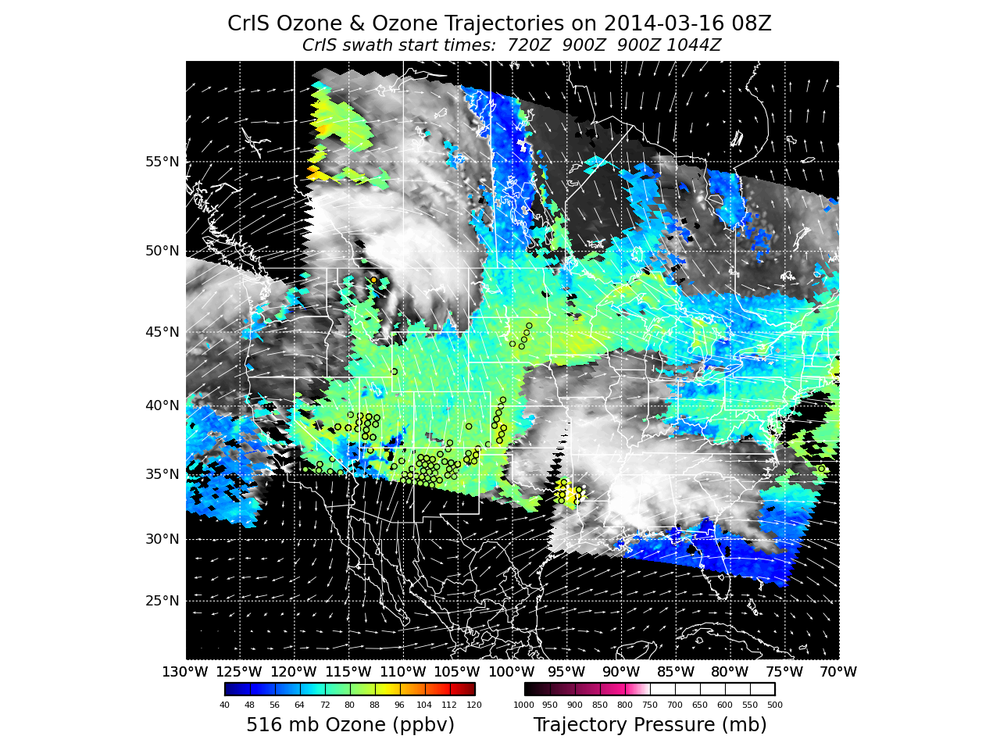 CrIS Ozone & Ozone Trajectories on 2014-03-16 08Z
CrIS swath start times:  720Z  900Z  900Z 1044Z
55°N
50°N
45°N
40°N
35°N
30°N
25°N
130°W 125°W 120°W 115°W 110°W 105°W 100°W 95°W 90°W 85°W 80°W 75°W 70°W
40 48 56 64 72 80 88 96 104 112 120
1000 950 900 850 800 750 700 650 600 550 500
516 mb Ozone (ppbv)
Trajectory Pressure (mb)